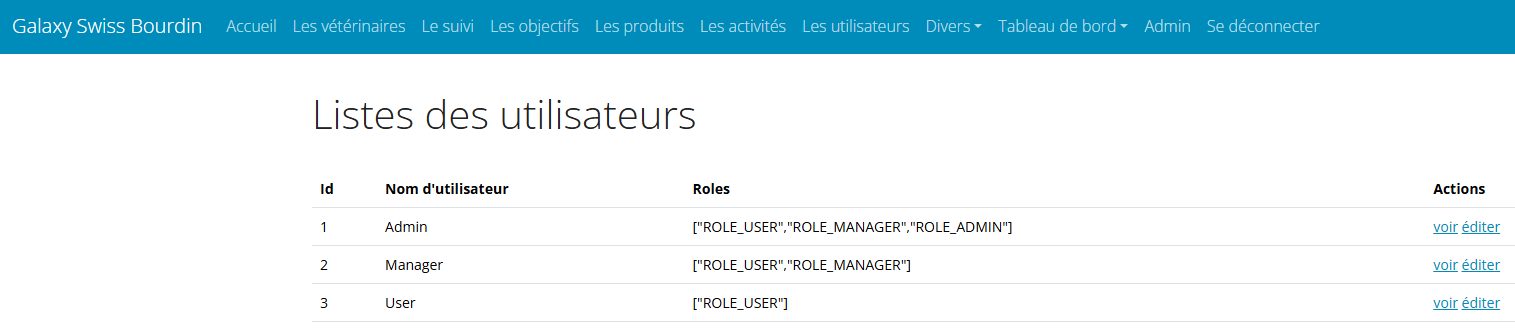 Galaxy Swiss Bourdin Accueil Les vétérinaires Le suivi Les objectifs Les produits Les activités Les utilisateurs Divers Tableau de bord Admin Se déconnecter
Listes des utilisateurs
Id Nom d'utilisateur Roles Actions
1 Admin ["ROLE_USER","ROLE_MANAGER","ROLE_ADMIN"] voir éditer
2 Manager ["ROLE_USER","ROLE_MANAGER"] voir éditer
3 User ["ROLE_USER"] voir éditer